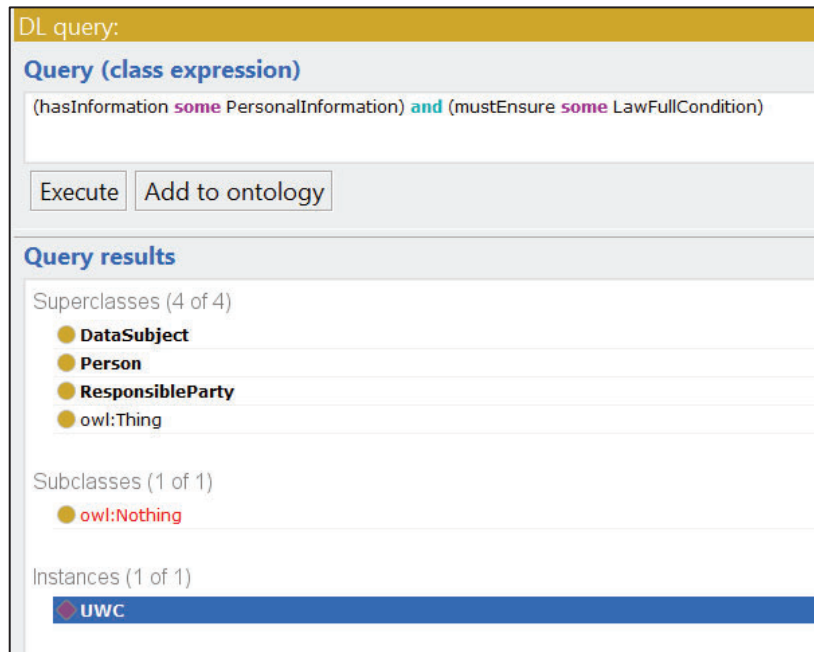 DL query:
Query (class expression)
(hasInformation some PersonalInformation) and (mustEnsure some LawFullCondition)
Execute Add to ontology
Query results
Superclasses (4 of 4)
DataSubject
Person
ResponsibleParty
owl:Thing
Subclasses (1 of 1)
owl:Nothing
Instances (1 of 1)
UWC